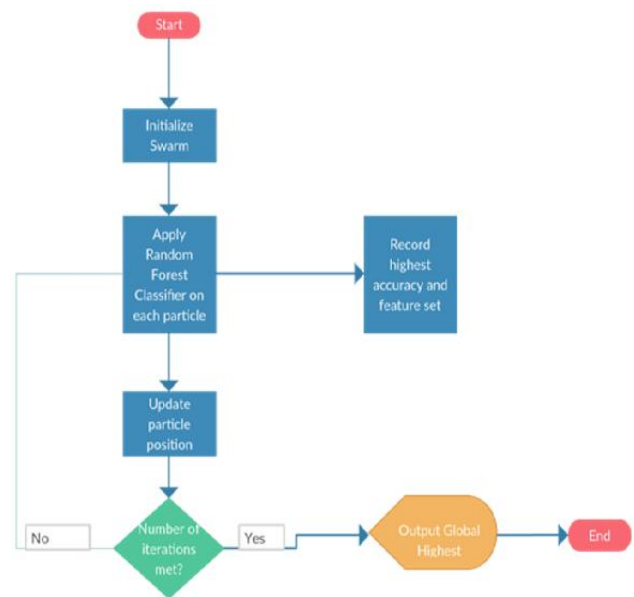 Start
Initialize
Swarm
Apply
Random
Forest
Classifier on
each particle
Record
highest
accuracy and
feature set
Update
particle
position
No
Number of
iterations
met?
Yes
Output Global
Highest
End